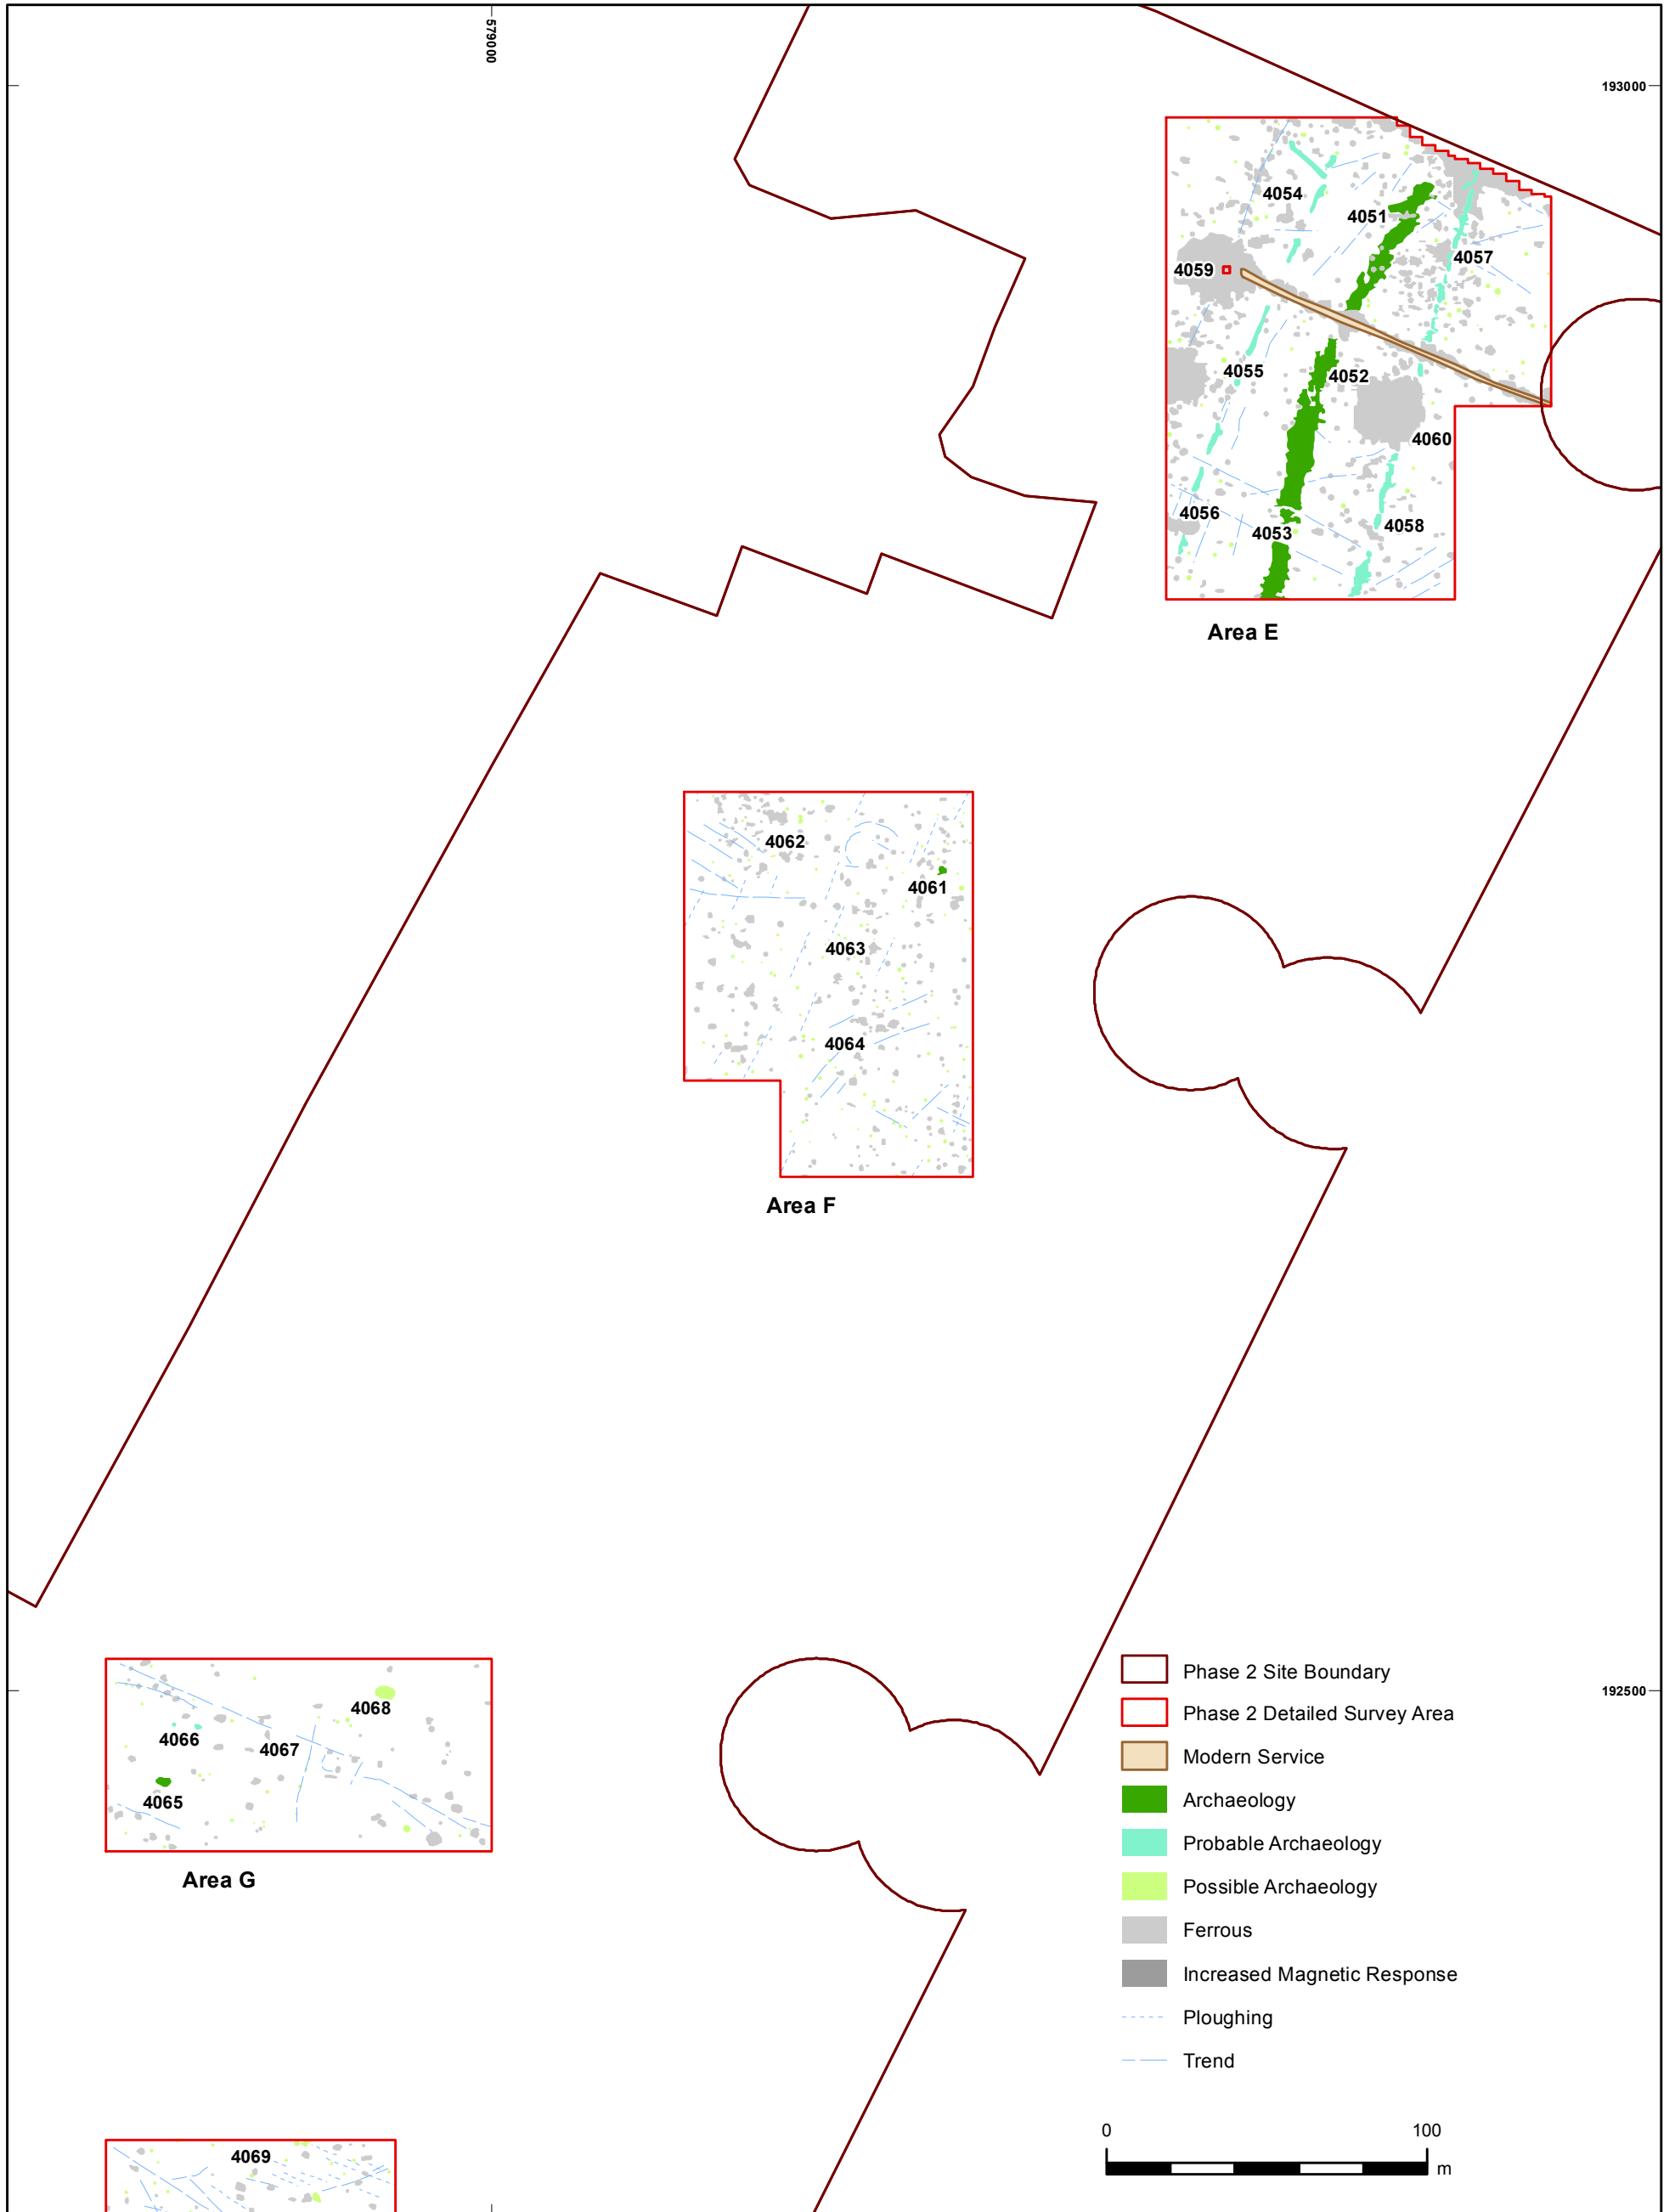 579000
193000
4054
4051
4057
4059
4055
4052
4060
4056
4053
4058
Area E
4062
4061
4063
4064
Area F
4068
4066
4067
4065
Area G
4069
Phase 2 Site Boundary
Phase 2 Detailed Survey Area
Modern Service
Archaeology
Probable Archaeology
Possible Archaeology
Ferrous
Increased Magnetic Response
Ploughing
Trend
192500
0 100
m